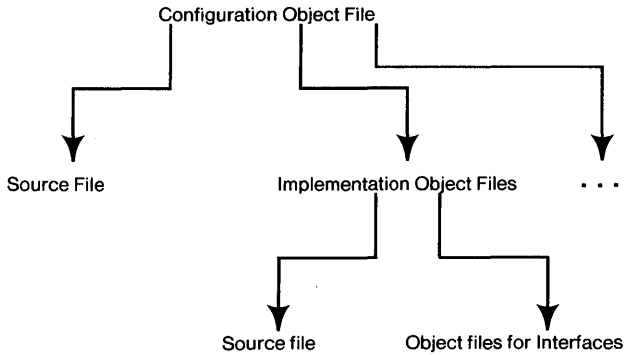 Configuration Object File
Source File
Implementation Object Files
. . .
Source file
Object files for Interfaces